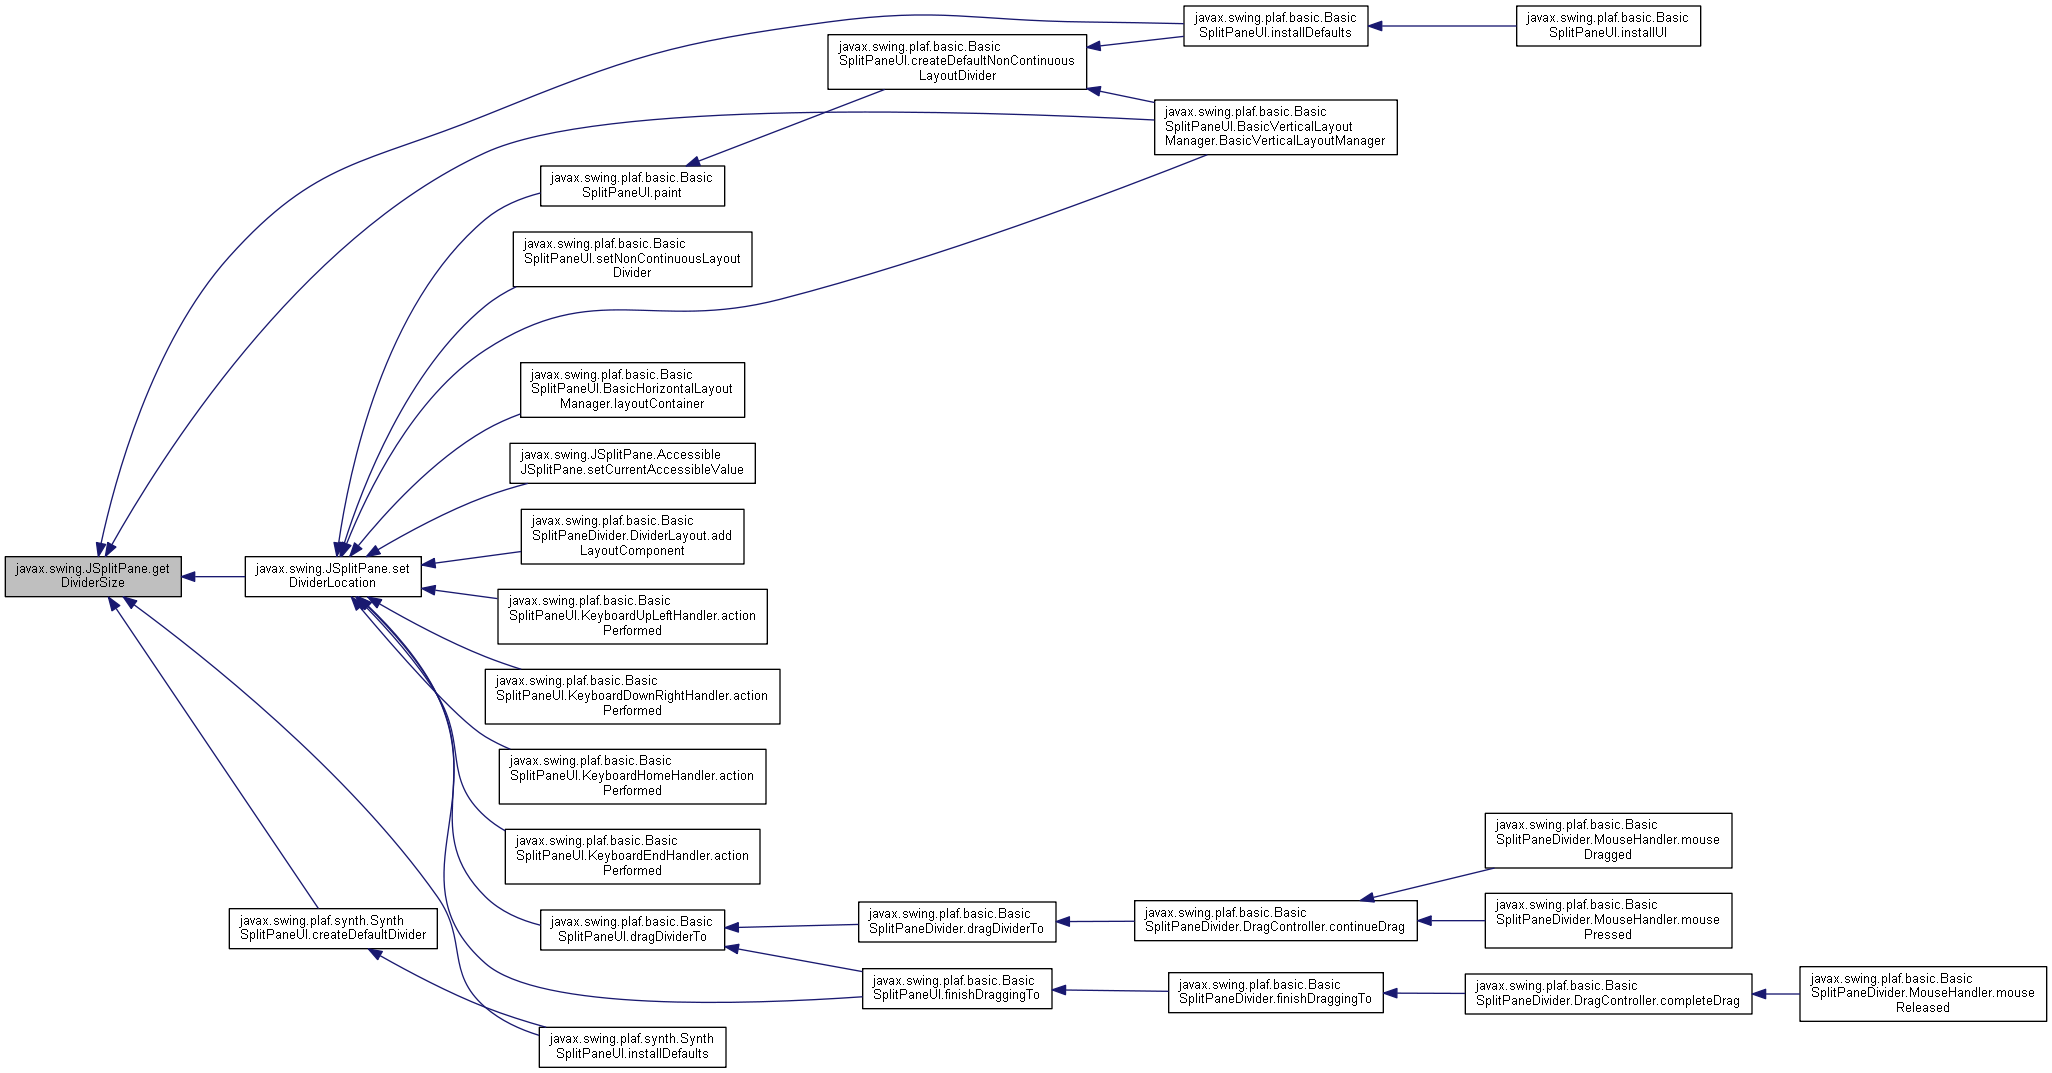 javax.swing.plaf.basic.Basic
SplitPaneUI.installDefaults
javax.swing.plaf.basic.Basic
SplitPaneUI.installUI
javax.swing.plaf.basic.Basic
SplitPaneUI.createDefaultNonContinuous
LayoutDivider
javax.swing.plaf.basic.Basic
SplitPaneUI.BasicVerticalLayout
Manager.BasicVerticalLayoutManager
javax.swing.plaf.basic.Basic
SplitPaneUI.paint
javax.swing.plaf.basic.Basic
SplitPaneUI.setNonContinuousLayout
Divider
javax.swing.plaf.basic.Basic
SplitPaneUI.BasicHorizontalLayout
Manager.layoutContainer
javax.swing.JSplitPane.Accessible
JSplitPane.setCurrentAccessibleValue
javax.swing.plaf.basic.Basic
SplitPaneDivider.DividerLayout.add
LayoutComponent
javax.swing.JSplitPane.get
DividerSize
javax.swing.JSplitPane.set
DividerLocation
javax.swing.plaf.basic.Basic
SplitPaneUI.KeyboardUpLeftHandler.action
Performed
javax.swing.plaf.basic.Basic
SplitPaneUI.KeyboardDownRightHandler.action
Performed
javax.swing.plaf.basic.Basic
SplitPaneUI.KeyboardHomeHandler.action
Performed
javax.swing.plaf.basic.Basic
SplitPaneUI.KeyboardEndHandler.action
Performed
javax.swing.plaf.basic.Basic
SplitPaneDivider.MouseHandler.mouse
Dragged
javax.swing.plaf.basic.Basic
SplitPaneDivider.MouseHandler.mouse
Pressed
javax.swing.plaf.synth.Synth
SplitPaneUI.createDefaultDivider
javax.swing.plaf.basic.Basic
SplitPaneUI.dragDividerTo
javax.swing.plaf.basic.Basic
SplitPaneDivider.dragDividerTo
javax.swing.plaf.basic.Basic
SplitPaneDivider.DragController.continueDrag
javax.swing.plaf.basic.Basic
SplitPaneUI.finishDraggingTo
javax.swing.plaf.basic.Basic
SplitPaneDivider.finishDraggingTo
javax.swing.plaf.basic.Basic
SplitPaneDivider.DragController.completeDrag
javax.swing.plaf.basic.Basic
SplitPaneDivider.MouseHandler.mouse
Released
javax.swing.plaf.synth.Synth
SplitPaneUI.installDefaults